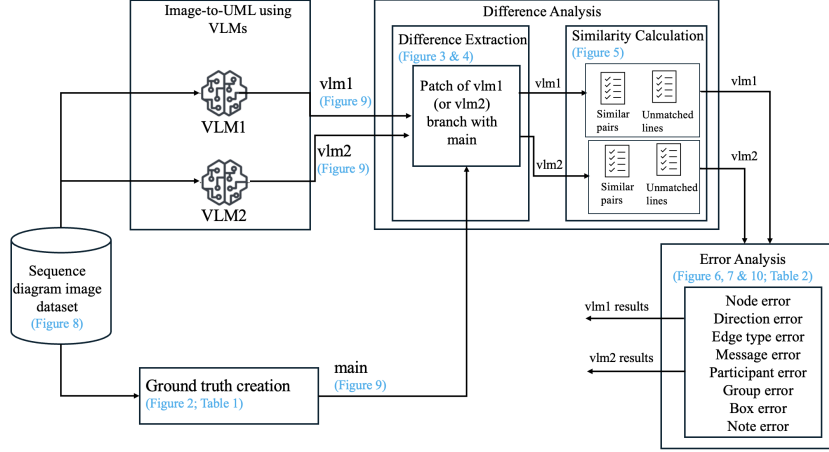 Image-to-UML using
VLMs
VLM1
VLM2
vlm1
(Figure 9)
vlm2
(Figure 9)
Difference Analysis
Difference Extraction
(Figure 3 & 4)
Patch of vlm1
(or vlm2)
branch with
main
vlm1
vlm2
Similarity Calculation
(Figure 5)
Similar
pairs
Unmatched
lines
Similar
pairs
Unmatched
lines
vlm1
vlm2
Sequence
diagram image
dataset
(Figure 8)
Ground truth creation
(Figure 2; Table 1)
main
(Figure 9)
Error Analysis
(Figure 6, 7 & 10; Table 2)
Node error
Direction error
Edge type error
Message error
Participant error
Group error
Box error
Note error
vlm1 results
vlm2 results